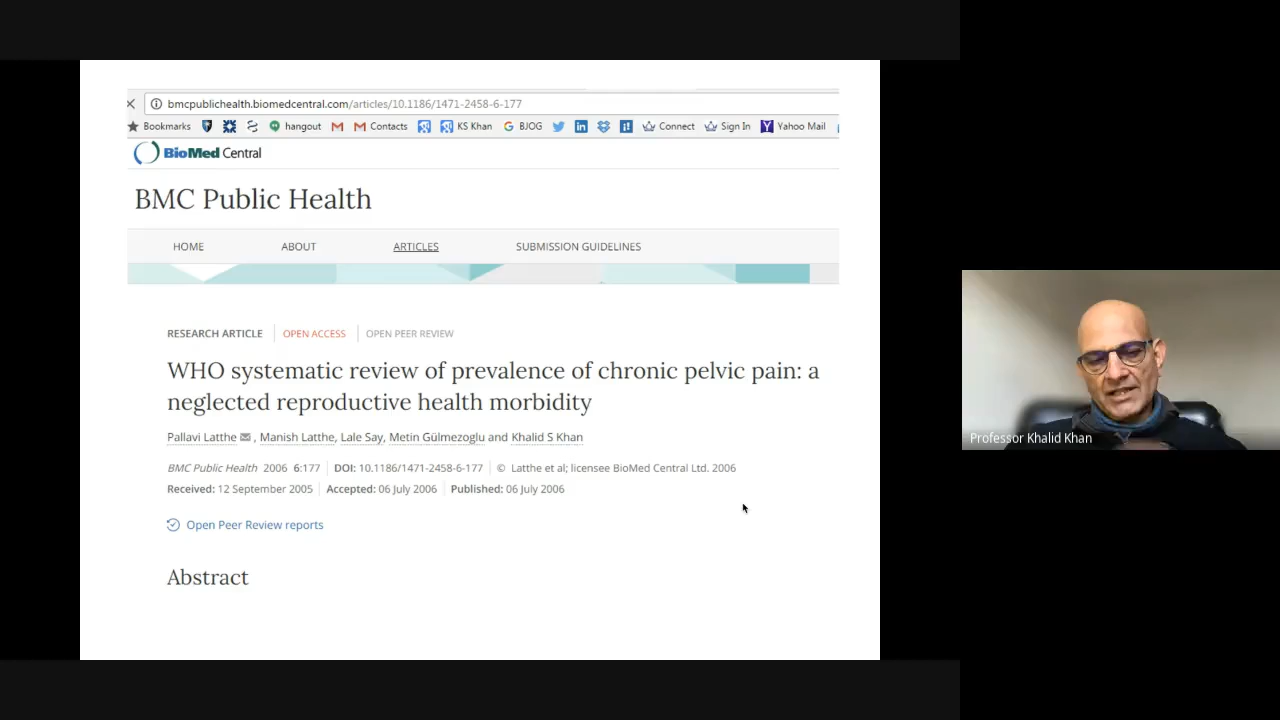 bmcpublichealth.biomedcentral.com/articles/10.1186/1471-2458-6-177
Bookmarks hangout Contacts KS Khan BJOG Connect Sign In Yahoo Mail
BioMed Central
BMC Public Health
HOME ABOUT ARTICLES SUBMISSION GUIDELINES
RESEARCH ARTICLE OPEN ACCESS OPEN PEER REVIEW
WHO systematic review of prevalence of chronic pelvic pain: a
neglected reproductive health morbidity
Pallavi Latthe , Manish Latthe, Lale Say, Metin Gülmezoglu and Khalid S Khan
BMC Public Health 2006 6:177 DOI: 10.1186/1471-2458-6-177 © Latthe et al; licensee BioMed Central Ltd. 2006
Received: 12 September 2005 Accepted: 06 July 2006 Published: 06 July 2006
Open Peer Review reports
Abstract
Professor Khalid Khan